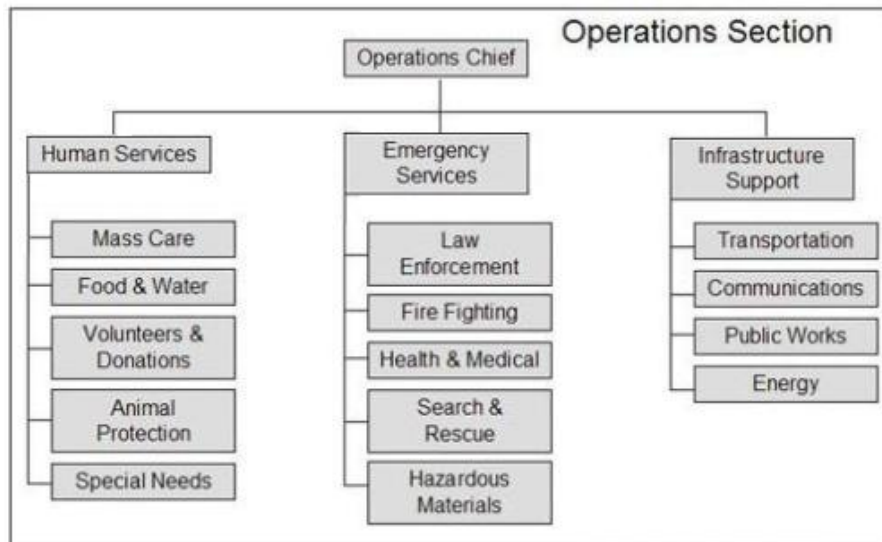 Operations Section
Operations Chief
Human Services
Mass Care
Food & Water
Volunteers &
Donations
Animal
Protection
Special Needs
Emergency
Services
Law
Enforcement
Fire Fighting
Health & Medical
Search &
Rescue
Hazardous
Materials
Infrastructure
Support
Transportation
Communications
Public Works
Energy